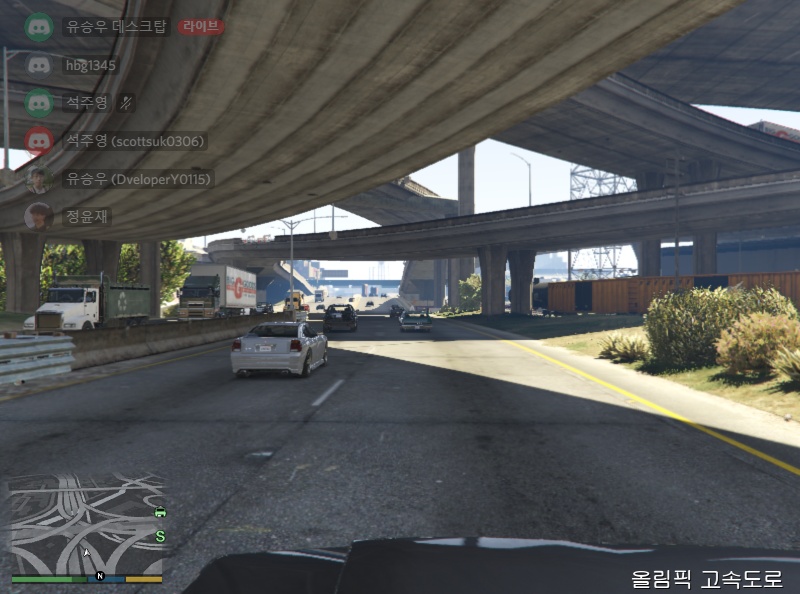 유승우 데스크탑 라이브
hbg1345
석주영
석주영 (scottsuk0306)
유승우 (DveloperY0115)
정윤재
S
N
올림픽 고속도로